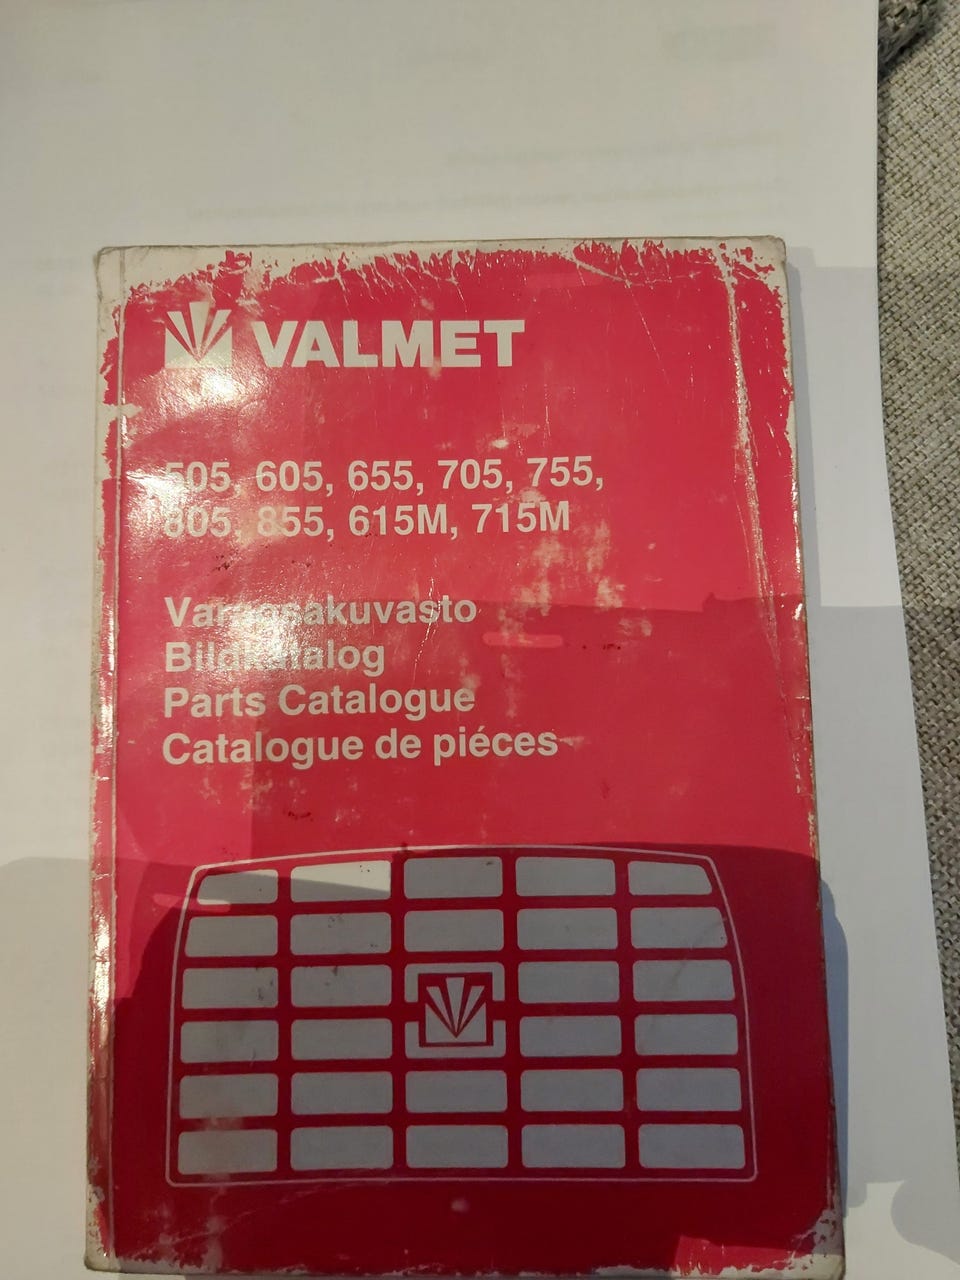 VALMET
505, 605, 655, 705, 755,
805, 855, 615M, 715M
Varaosakuvasto
Bildkatalog
Parts Catalogue
Catalogue de piéces